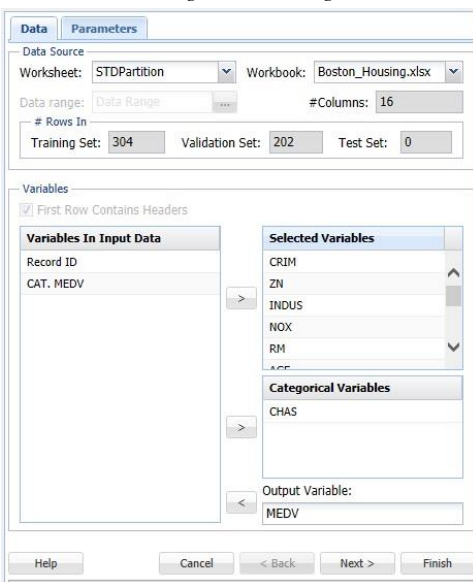 Data Parameters
Data Source
Worksheet: STDPartition Workbook: Boston_Housing.xlsx
Data range: Data Range ... #Columns: 16
# Rows In
Training Set: 304 Validation Set: 202 Test Set: 0
Variables
First Row Contains Headers
Variables In Input Data
Record ID
CAT. MEDV
>
Selected Variables
CRIM
ZN
INDUS
NOX
RM
>
Categorical Variables
CHAS
<
Output Variable:
MEDV
Help Cancel < Back Next > Finish